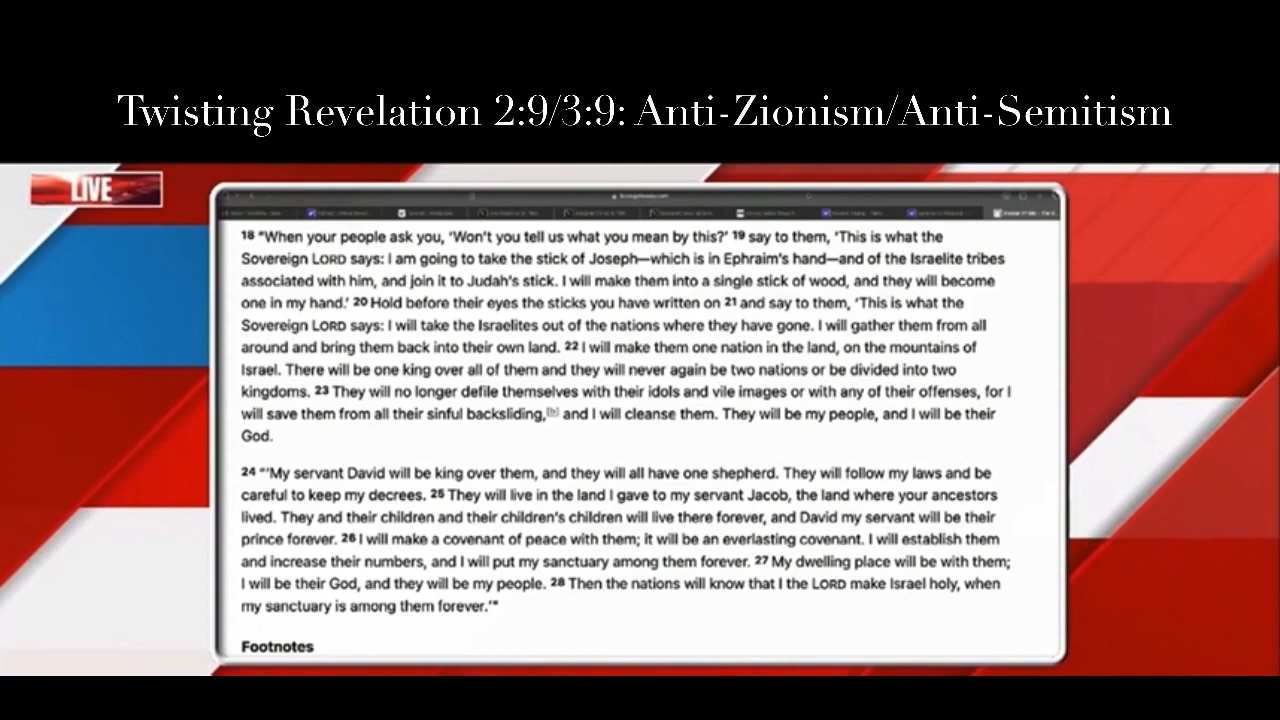 Twisting Revelation 2:9/3:9: Anti-Zionism/Anti-Semitism
LIVE
18 “When your people ask you, ‘Won’t you tell us what you mean by this?’ 19 say to them, ‘This is what the
Sovereign LORD says: I am going to take the stick of Joseph—which is in Ephraim’s hand—and of the Israelite tribes
associated with him, and join it to Judah’s stick. I will make them into a single stick of wood, and they will become
one in my hand.’ 20 Hold before their eyes the sticks you have written on 21 and say to them, ‘This is what the
Sovereign LORD says: I will take the Israelites out of the nations where they have gone. I will gather them from all
around and bring them back into their own land. 22 I will make them one nation in the land, on the mountains of
Israel. There will be one king over all of them and they will never again be two nations or be divided into two
kingdoms. 23 They will no longer defile themselves with their idols and vile images or with any of their offenses, for I
will save them from all their sinful backsliding,[b] and I will cleanse them. They will be my people, and I will be their
God.
24 “‘My servant David will be king over them, and they will all have one shepherd. They will follow my laws and be
careful to keep my decrees. 25 They will live in the land I gave to my servant Jacob, the land where your ancestors
lived. They and their children and their children’s children will live there forever, and David my servant will be their
prince forever. 26 I will make a covenant of peace with them; it will be an everlasting covenant. I will establish them
and increase their numbers, and I will put my sanctuary among them forever. 27 My dwelling place will be with them;
I will be their God, and they will be my people. 28 Then the nations will know that I the LORD make Israel holy, when
my sanctuary is among them forever.’”
Footnotes